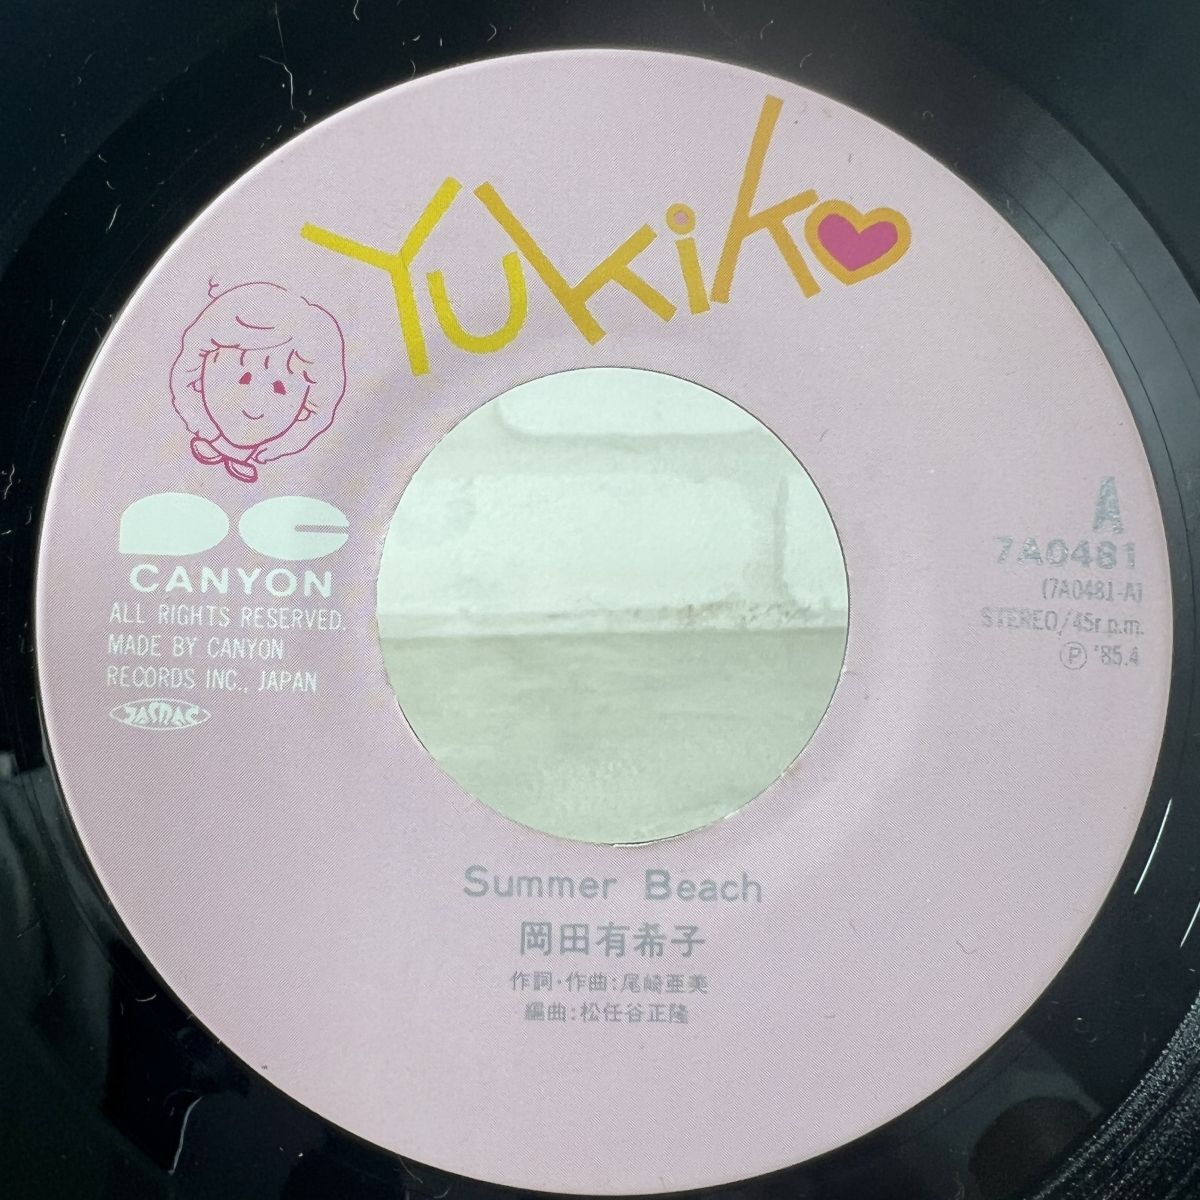 Yukiko
CANYON
ALL RIGHTS RESERVED.
MADE BY CANYON
RECORDS INC., JAPAN
JASRAC
A
7A0481
(7A0481-A)
STEREO/45r.p.m.
Ⓟ '85.4
Summer Beach
岡田有希子
作詞・作曲:尾崎亜美
編曲:松任谷正隆